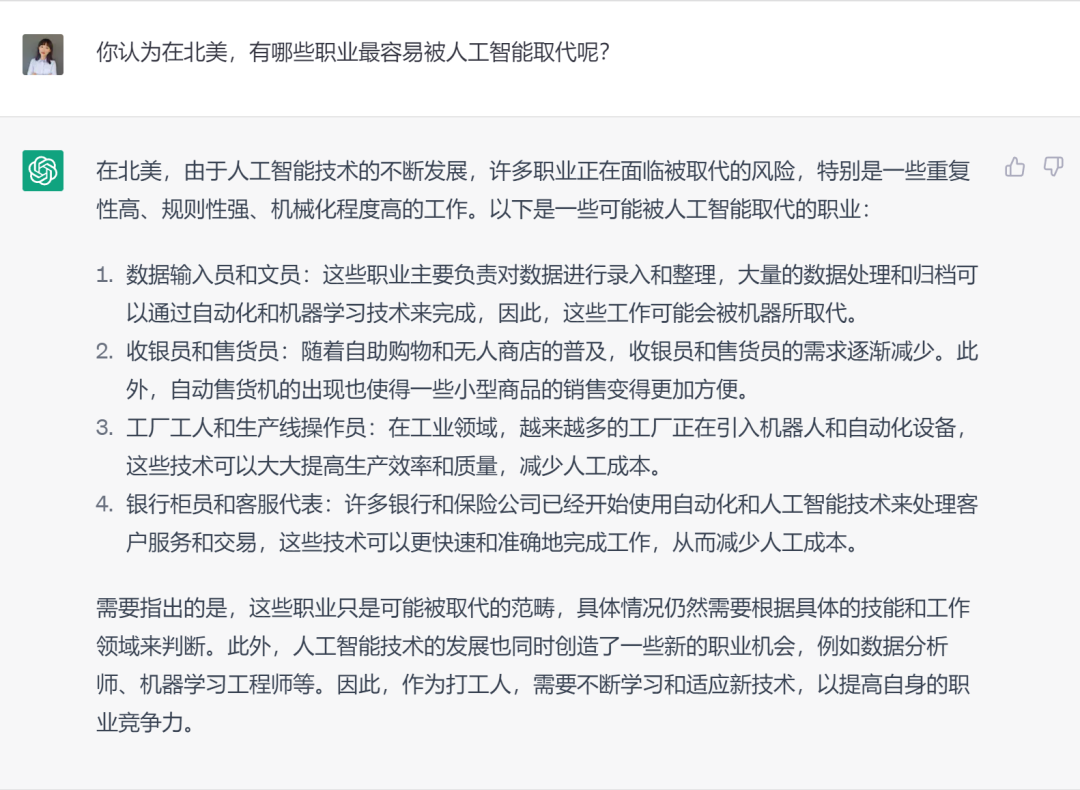 你认为在北美，有哪些职业最容易被人工智能取代呢？
在北美，由于人工智能技术的不断发展，许多职业正在面临被取代的风险，特别是一些重复
性高、规则性强、机械化程度高的工作。以下是一些可能被人工智能取代的职业：
1. 数据输入员和文员：这些职业主要负责对数据进行录入和整理，大量的数据处理和归档可
以通过自动化和机器学习技术来完成，因此，这些工作可能会被机器所取代。
2. 收银员和售货员：随着自助购物和无人商店的普及，收银员和售货员的需求逐渐减少。此
外，自动售货机的出现也使得一些小型商品的销售变得更加方便。
3. 工厂工人和生产线操作员：在工业领域，越来越多的工厂正在引入机器人和自动化设备，
这些技术可以大大提高生产效率和质量，减少人工成本。
4. 银行柜员和客服代表：许多银行和保险公司已经开始使用自动化和人工智能技术来处理客
户服务和交易，这些技术可以更快速和准确地完成工作，从而减少人工成本。
需要指出的是，这些职业只是可能被取代的范畴，具体情况仍然需要根据具体的技能和工作
领域来判断。此外，人工智能技术的发展也同时创造了一些新的职业机会，例如数据分析
师、机器学习工程师等。因此，作为打工人，需要不断学习和适应新技术，以提高自身的职
业竞争力。